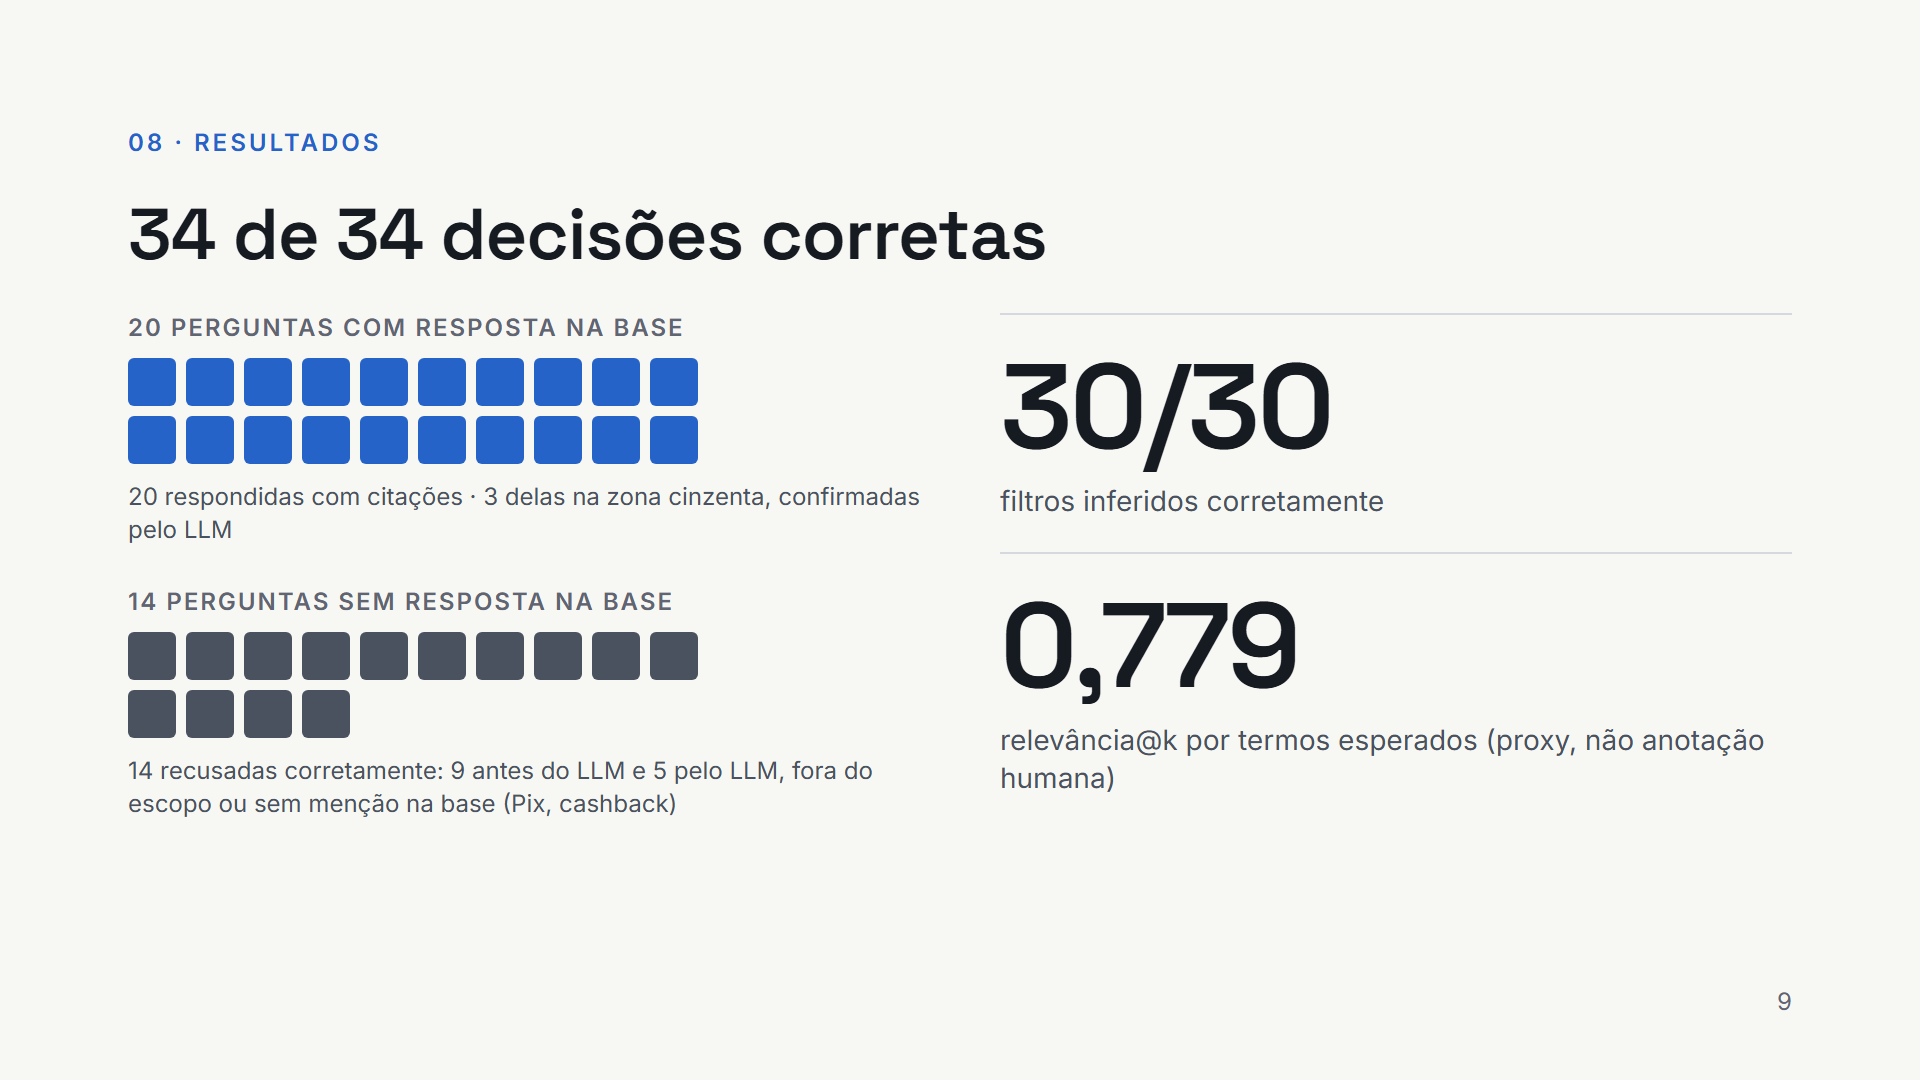 08 · RESULTADOS
34 de 34 decisões corretas
20 PERGUNTAS COM RESPOSTA NA BASE
20 respondidas com citações · 3 delas na zona cinzenta, confirmadas
pelo LLM
14 PERGUNTAS SEM RESPOSTA NA BASE
14 recusadas corretamente: 9 antes do LLM e 5 pelo LLM, fora do
escopo ou sem menção na base (Pix, cashback)
30/30
filtros inferidos corretamente
0,779
relevância@k por termos esperados (proxy, não anotação
humana)
9